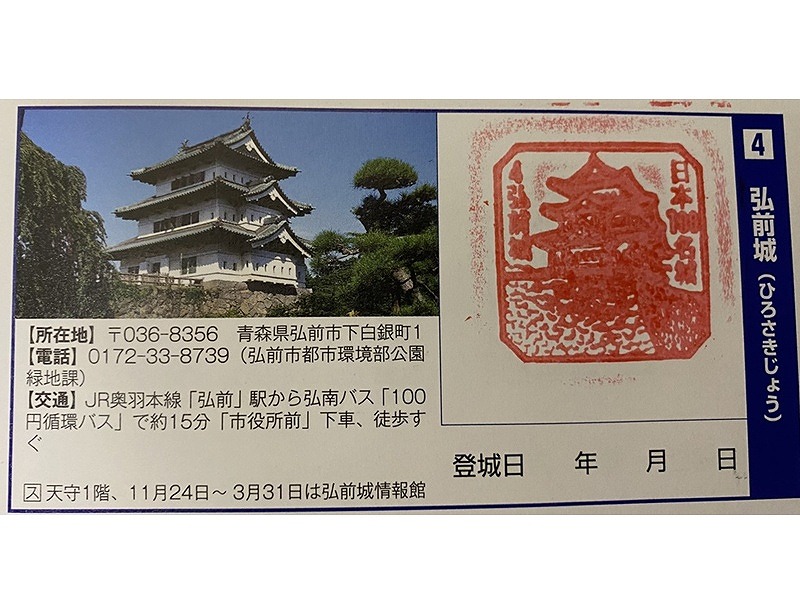 4
弘前城(ひろさきじょう)
日本100名城
4 弘前城
【所在地】〒036-8356 青森県弘前市下白銀町1
【電話】0172-33-8739(弘前市都市環境部公園
緑地課)
【交通】JR奥羽本線「弘前」駅から弘南バス「100
円循環バス」で約15分「市役所前」下車、徒歩す
ぐ
ス天守1階、11月24日〜3月31日は弘前城情報館
登城日 年 月 日